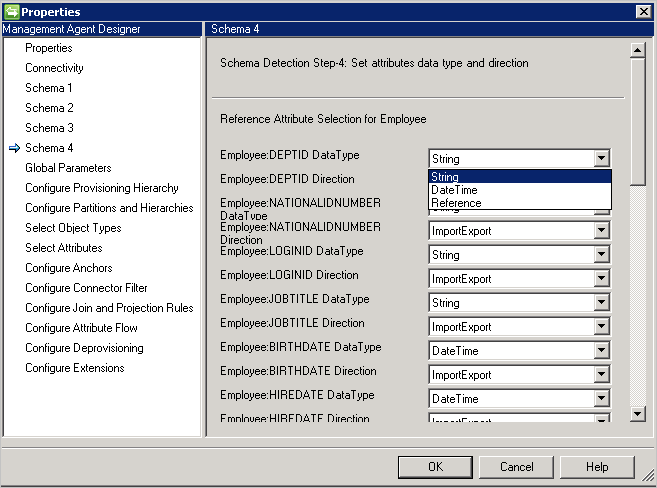 Properties
Management Agent Designer
Schema 4
Properties
Connectivity
Schema 1
Schema 2
Schema 3
Schema 4
Global Parameters
Configure Provisioning Hierarchy
Configure Partitions and Hierarchies
Select Object Types
Select Attributes
Configure Anchors
Configure Connector Filter
Configure Join and Projection Rules
Configure Attribute Flow
Configure Deprovisioning
Configure Extensions
Schema Detection Step-4: Set attributes data type and direction
Reference Attribute Selection for Employee
Employee:DEPTID DataType String
String
DateTime
Reference
Employee:DEPTID Direction
Employee:NATIONALIDNUMBER
DataType
Employee:NATIONALIDNUMBER ImportExport
Direction
Employee:LOGINID DataType String
Employee:LOGINID Direction ImportExport
Employee:JOBTITLE DataType String
Employee:JOBTITLE Direction ImportExport
Employee:BIRTHDATE DataType DateTime
Employee:BIRTHDATE Direction ImportExport
Employee:HIREDATE DataType DateTime
Employee:HIREDATE Direction ImportExport
OK Cancel Help